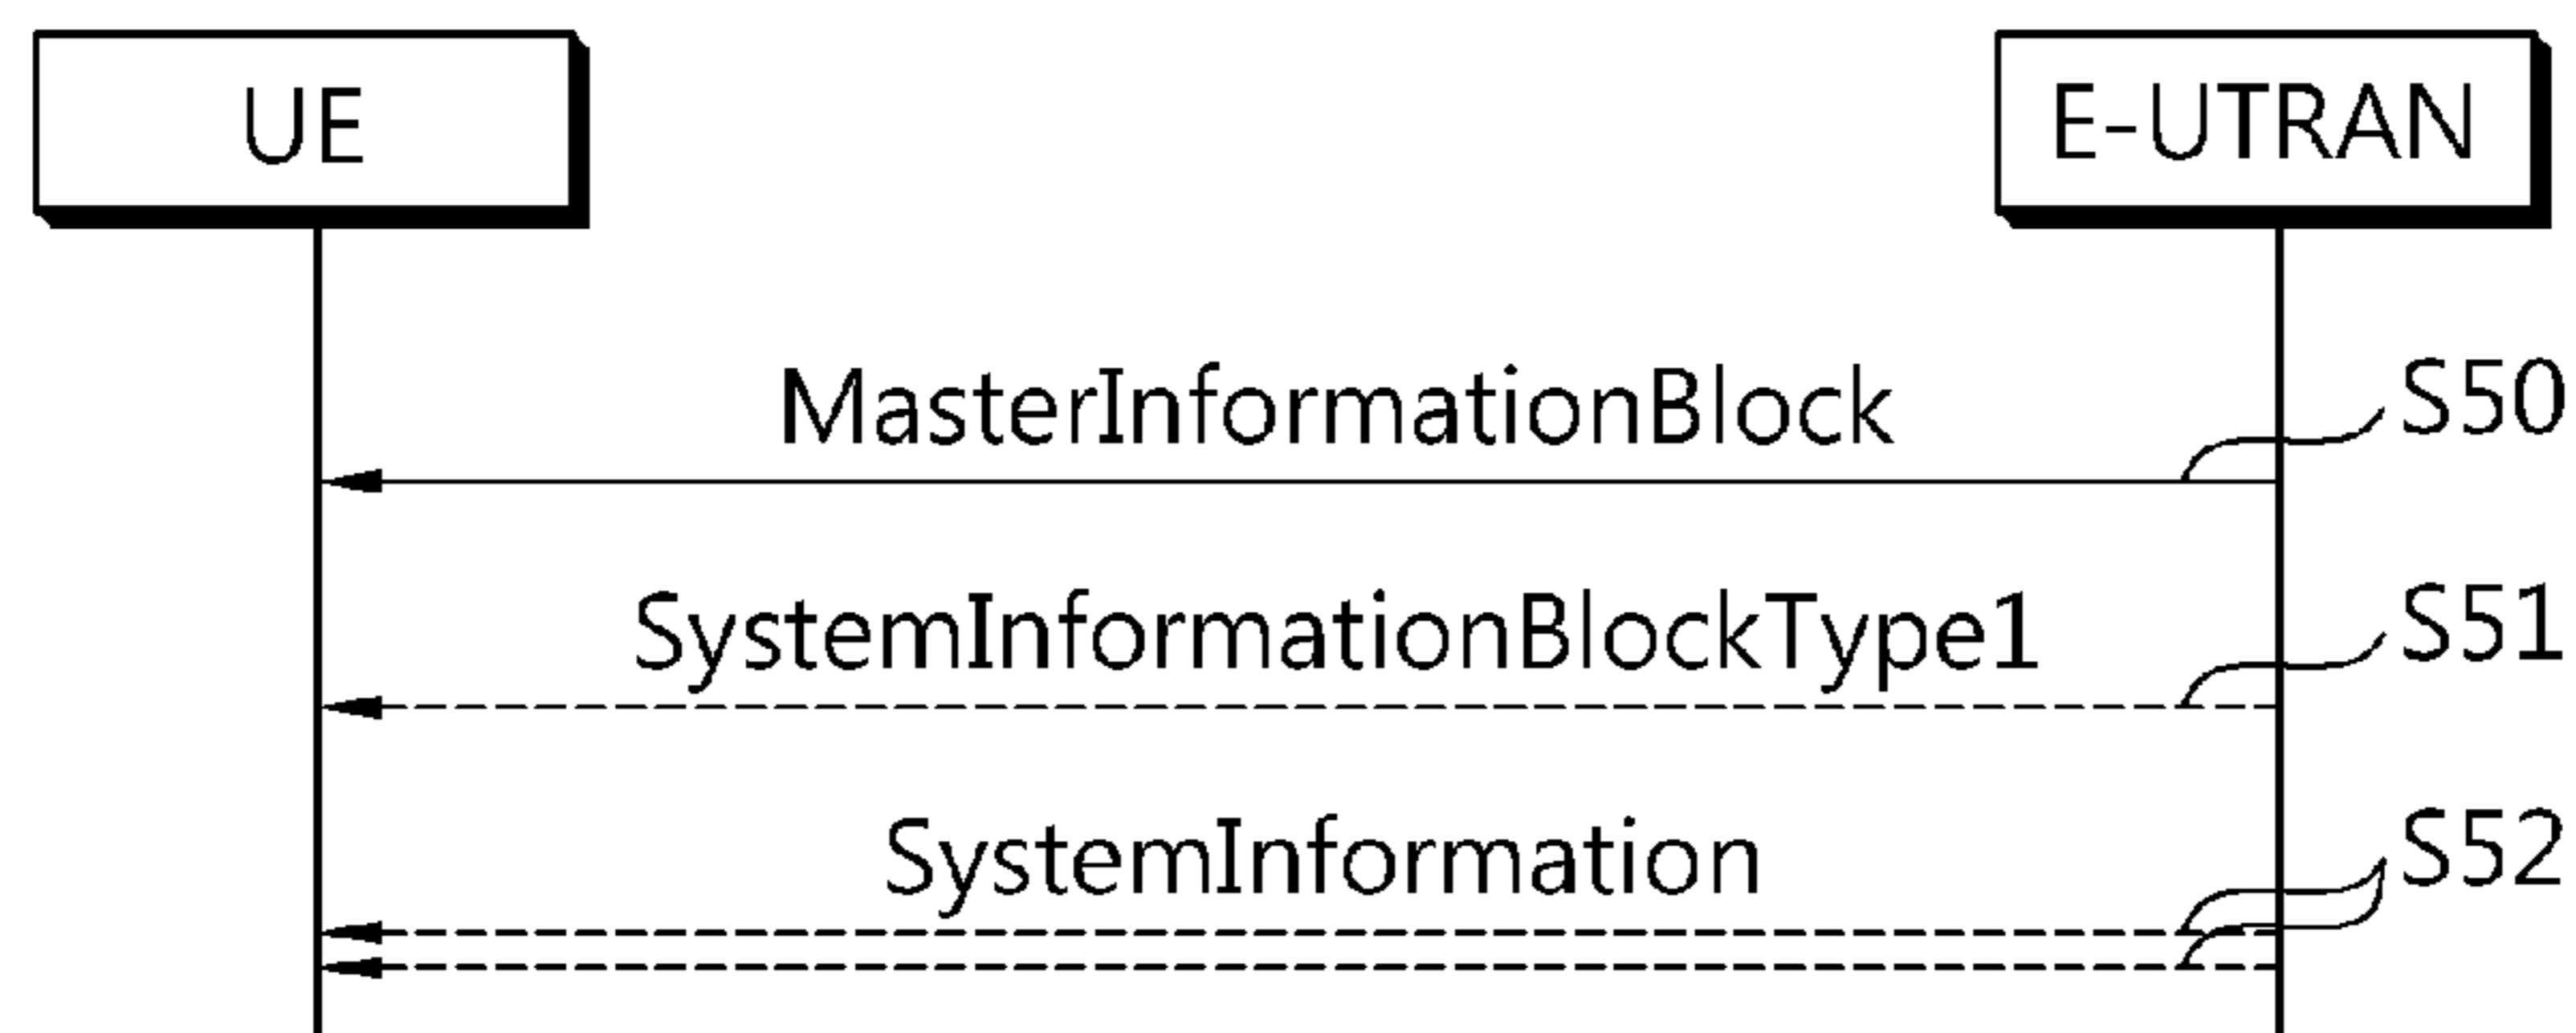 UE
E-UTRAN
MasterInformationBlock
S50
SystemInformationBlockType1
S51
SystemInformation
S52